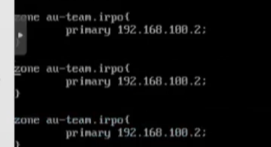 zone au-team.irpo{
primary 192.168.100.2;
}
zone au-team.irpo{
primary 192.168.100.2;
}
zone au-team.irpo{
primary 192.168.100.2;
}